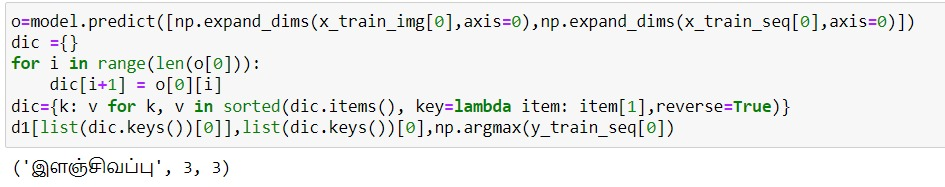 o=model.predict([np.expand_dims(x_train_img[0],axis=0),np.expand_dims(x_train_seq[0],axis=0)])
dic ={}
for i in range(len(o[0])):
    dic[i+1] = o[0][i]
dic={k: v for k, v in sorted(dic.items(), key=lambda item: item[1],reverse=True)}
d1[list(dic.keys())[0]],list(dic.keys())[0],np.argmax(y_train_seq[0])
('இளஞ்சிவப்பு', 3, 3)